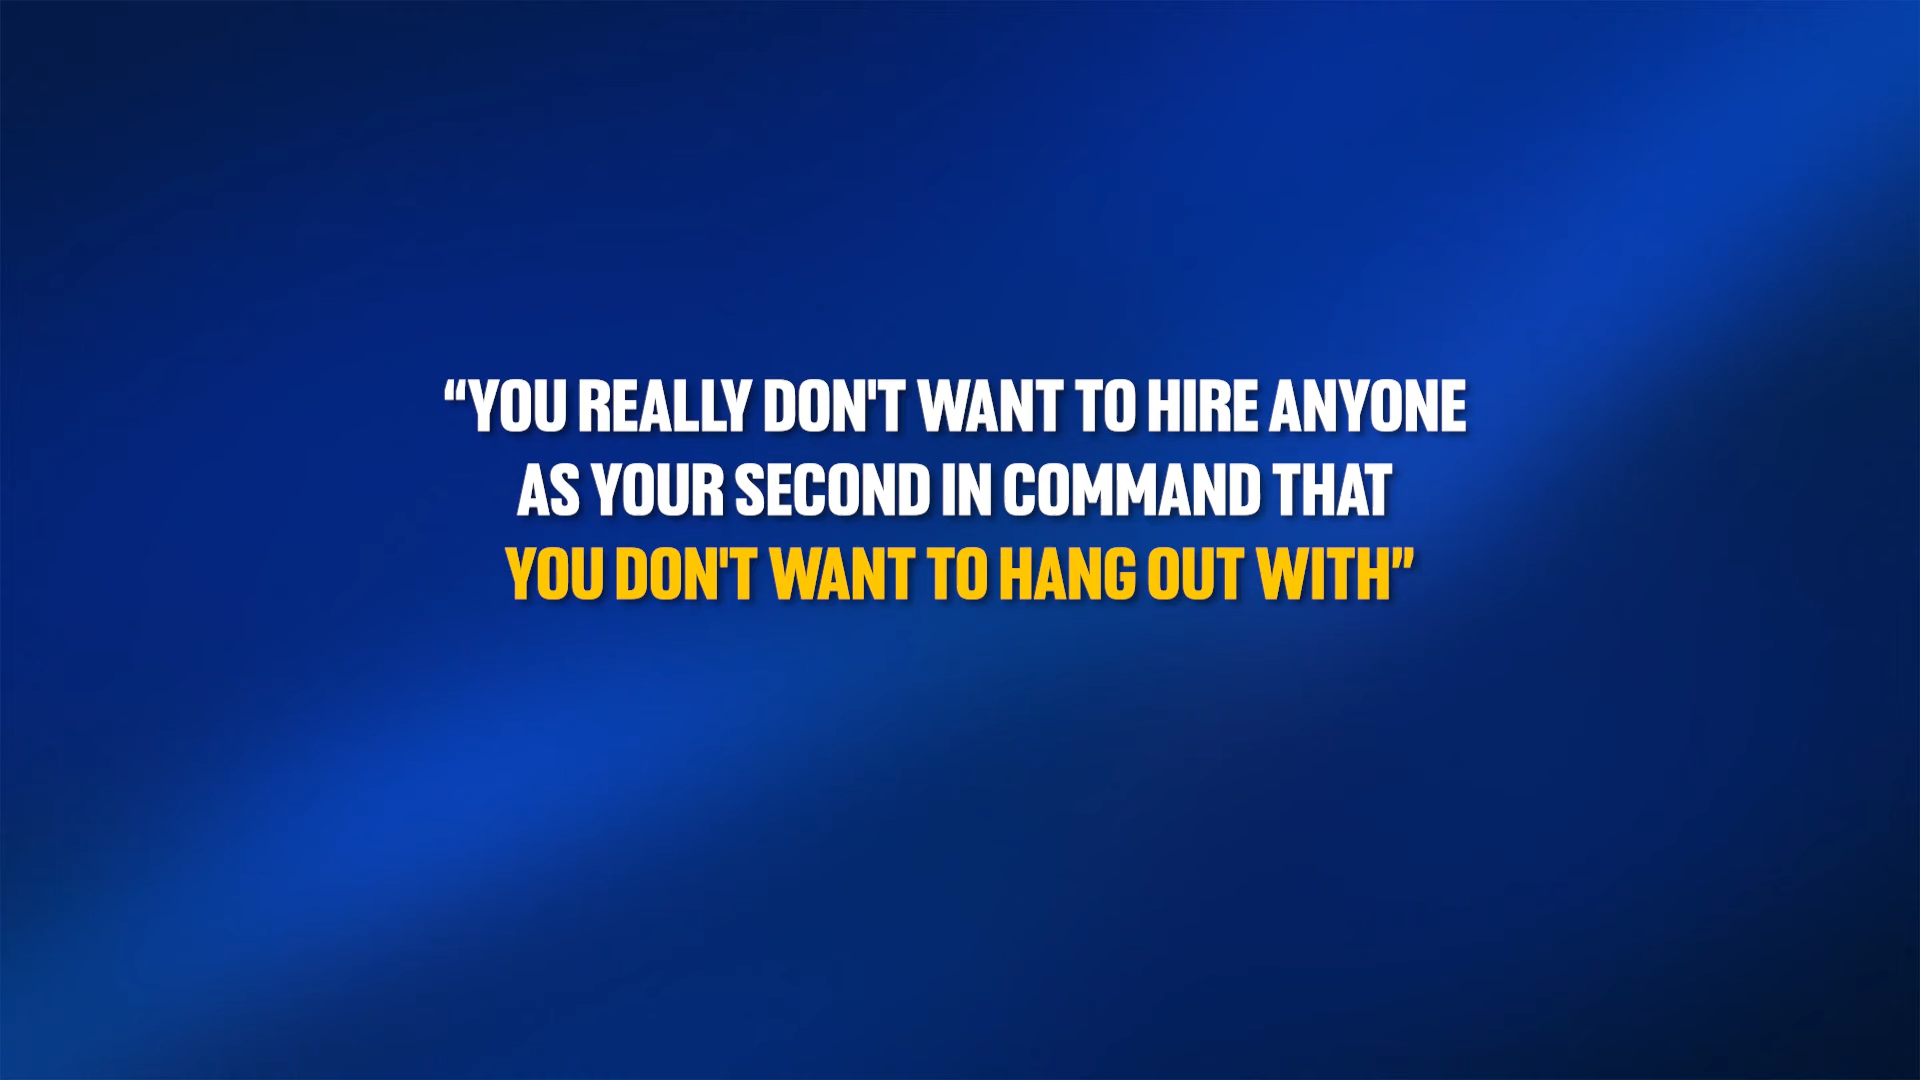 “YOU REALLY DON'T WANT TO HIRE ANYONE
AS YOUR SECOND IN COMMAND THAT
YOU DON'T WANT TO HANG OUT WITH”